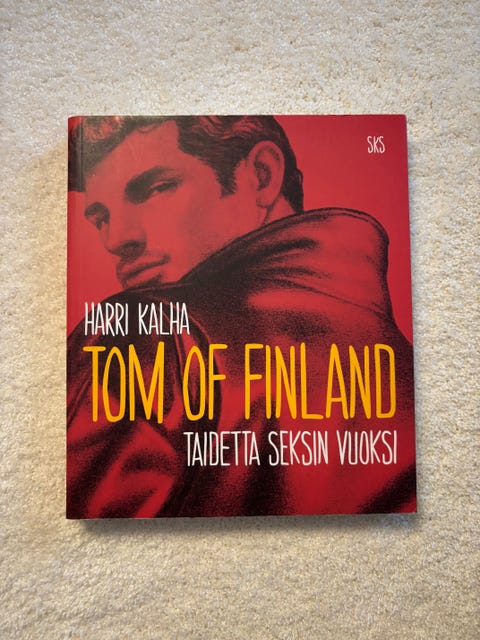 SKS
HARRI KALHA
TOM OF FINLAND
TAIDETTA SEKSIN VUOKSI